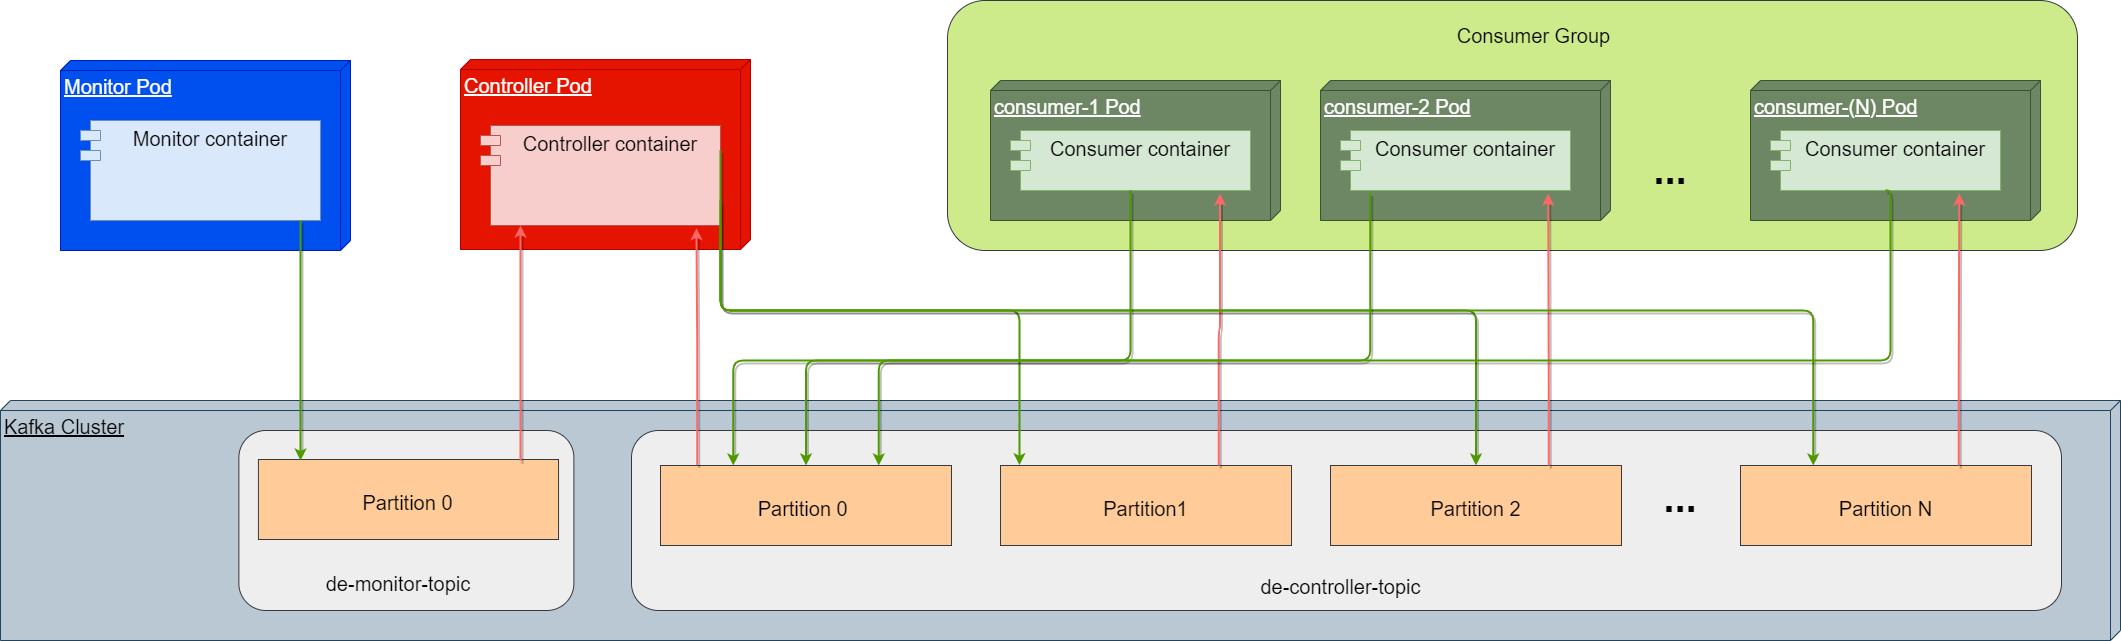 Consumer Group
Monitor Pod
Monitor container
Controller Pod
Controller container
consumer-1 Pod
Consumer container
consumer-2 Pod
Consumer container
...
consumer-(N) Pod
Consumer container
Kafka Cluster
Partition 0
de-monitor-topic
Partition 0
Partition1
Partition 2
...
Partition N
de-controller-topic